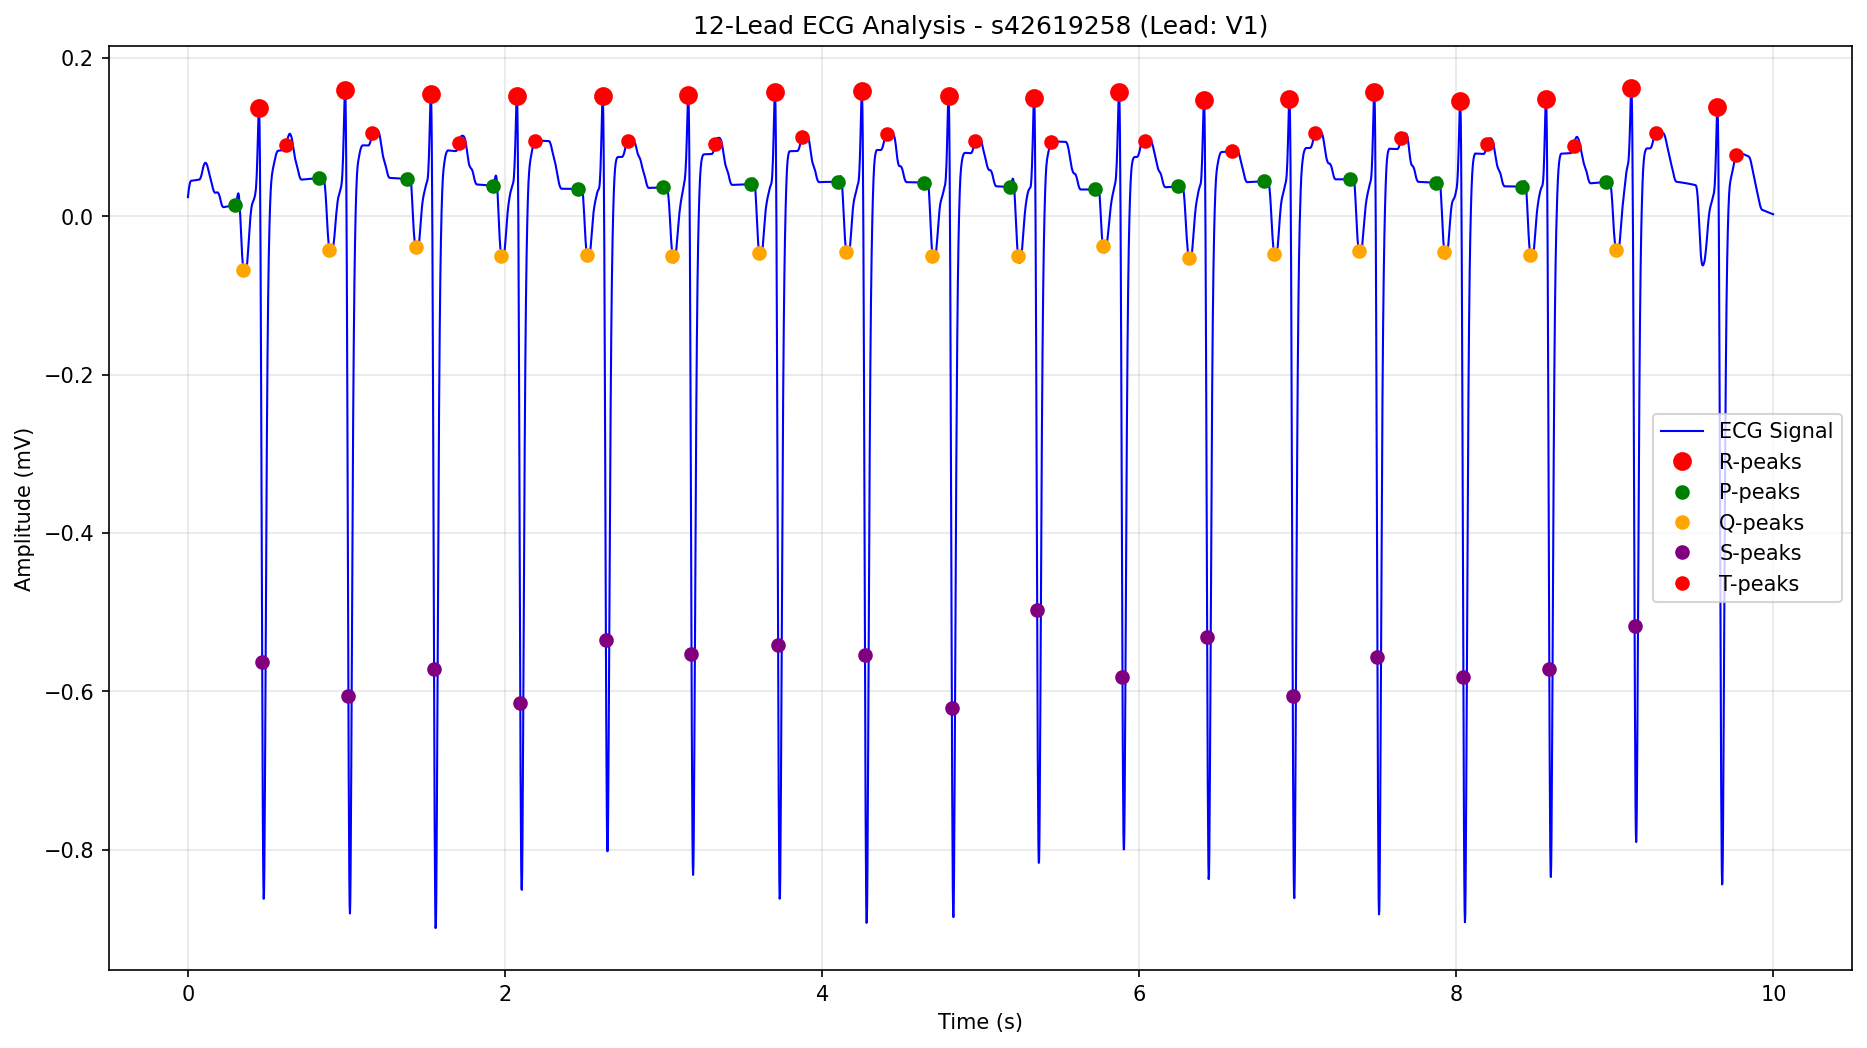 12-Lead ECG Analysis - s42619258 (Lead: V1)
0.2
0.0
−0.2
−0.4
−0.6
−0.8
Amplitude (mV)
ECG Signal
R-peaks
P-peaks
Q-peaks
S-peaks
T-peaks
0 2 4 6 8 10
Time (s)